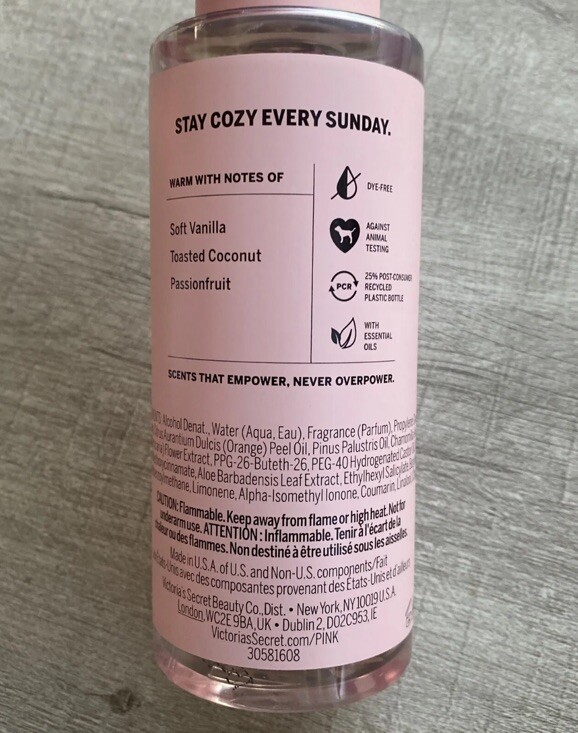 STAY COZY EVERY SUNDAY.
WARM WITH NOTES OF
Soft Vanilla
Toasted Coconut
Passionfruit
DYE-FREE
AGAINST
ANIMAL
TESTING
PCR
25% POST-CONSUMER
RECYCLED
PLASTIC BOTTLE
WITH
ESSENTIAL
OILS
SCENTS THAT EMPOWER, NEVER OVERPOWER.
Alcohol Denat., Water (Aqua, Eau), Fragrance (Parfum),
Aurantium Dulcis (Orange) Peel Oil, Pinus Palustris Oil,
Flower Extract, PPG-26-Buteth-26, PEG-40 Hydrogenated
Aloe Barbadensis Leaf Extract, Ethylhexyl Salicylate,
Limonene, Alpha-Isomethyl Ionone, Coumarin,
CAUTION: Flammable. Keep away from flame or high heat. Not for
underarm use. ATTENTION : Inflammable. Tenir à l'écart de la
ou des flammes. Non destiné à être utilisé sous les aisselles.
Made in U.S.A. of U.S. and Non-U.S. components/Fait
avec des composantes provenant des États-Unis et d'ailleurs
Victoria's Secret Beauty Co., Dist. • New York, NY 10019 U.S.A.
London, WC2E 9BA, UK • Dublin 2, D02C953, IE
VictoriasSecret.com/PINK
30581608